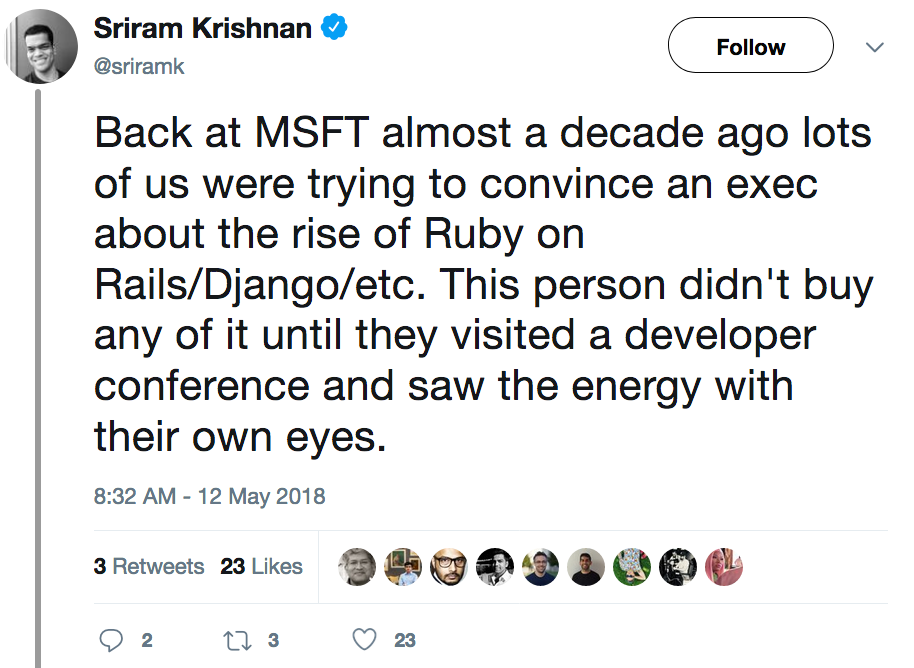 Sriram Krishnan
@sriramk
Follow
Back at MSFT almost a decade ago lots
of us were trying to convince an exec
about the rise of Ruby on
Rails/Django/etc. This person didn't buy
any of it until they visited a developer
conference and saw the energy with
their own eyes.
8:32 AM - 12 May 2018
3 Retweets 23 Likes
2 3 23